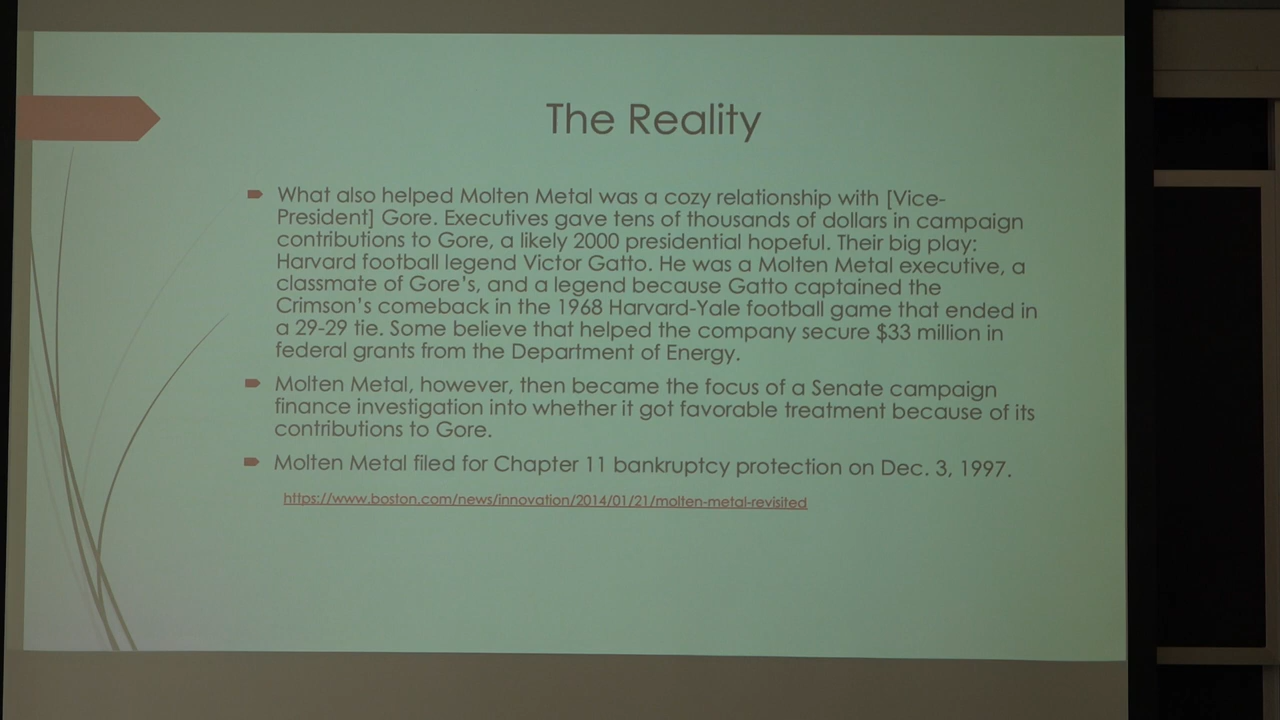 The Reality
What also helped Molten Metal was a cozy relationship with [Vice-
President] Gore. Executives gave tens of thousands of dollars in campaign
contributions to Gore, a likely 2000 presidential hopeful. Their big play:
Harvard football legend Victor Gatto. He was a Molten Metal executive, a
classmate of Gore's, and a legend because Gatto captained the
Crimson's comeback in the 1968 Harvard-Yale football game that ended in
a 29-29 tie. Some believe that helped the company secure $33 million in
federal grants from the Department of Energy.
Molten Metal, however, then became the focus of a Senate campaign
finance investigation into whether it got favorable treatment because of its
contributions to Gore.
Molten Metal filed for Chapter 11 bankruptcy protection on Dec. 3, 1997.
https://www.boston.com/news/innovation/2014/01/21/molten-metal-revisited